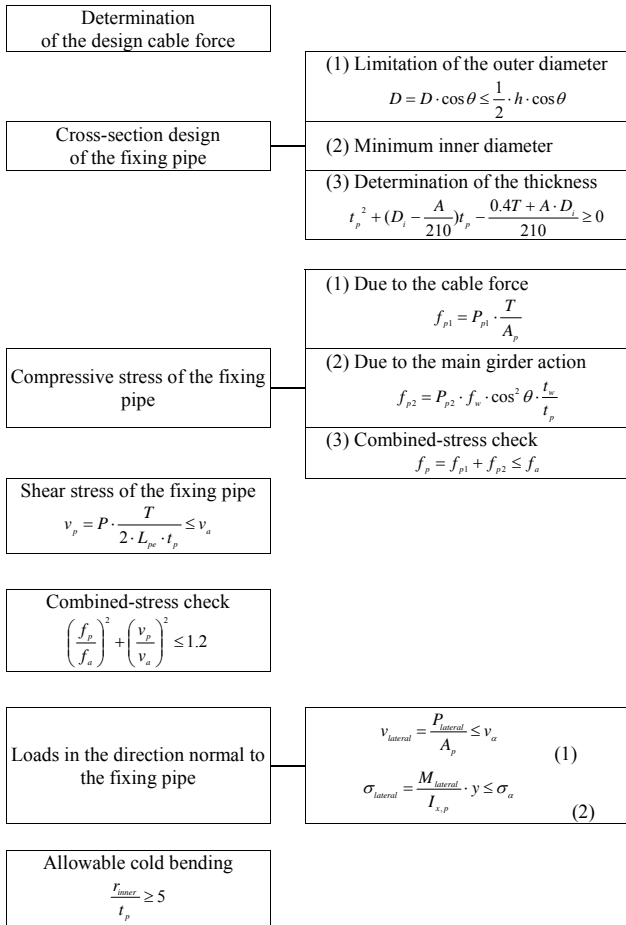 Determination
of the design cable force
(1) Limitation of the outer diameter
D = D · cos θ ≤ 1/2 · h · cos θ
Cross-section design
of the fixing pipe
(2) Minimum inner diameter
(3) Determination of the thickness
t_p² + (D_i − A/210) t_p − (0.4T + A · D_i)/210 ≥ 0
(1) Due to the cable force
f_p1 = P_p1 · T/A_p
Compressive stress of the fixing
pipe
(2) Due to the main girder action
f_p2 = P_p2 · f_w · cos² θ · t_w/t_p
(3) Combined-stress check
f_p = f_p1 + f_p2 ≤ f_a
Shear stress of the fixing pipe
v_p = P · T/(2 · L_pe · t_p) ≤ v_a
Combined-stress check
(f_p/f_a)² + (v_p/v_a)² ≤ 1.2
Loads in the direction normal to
the fixing pipe
v_lateral = P_lateral/A_p ≤ v_α (1)
σ_lateral = M_lateral/I_x,p · y ≤ σ_α (2)
Allowable cold bending
r_inner/t_p ≥ 5